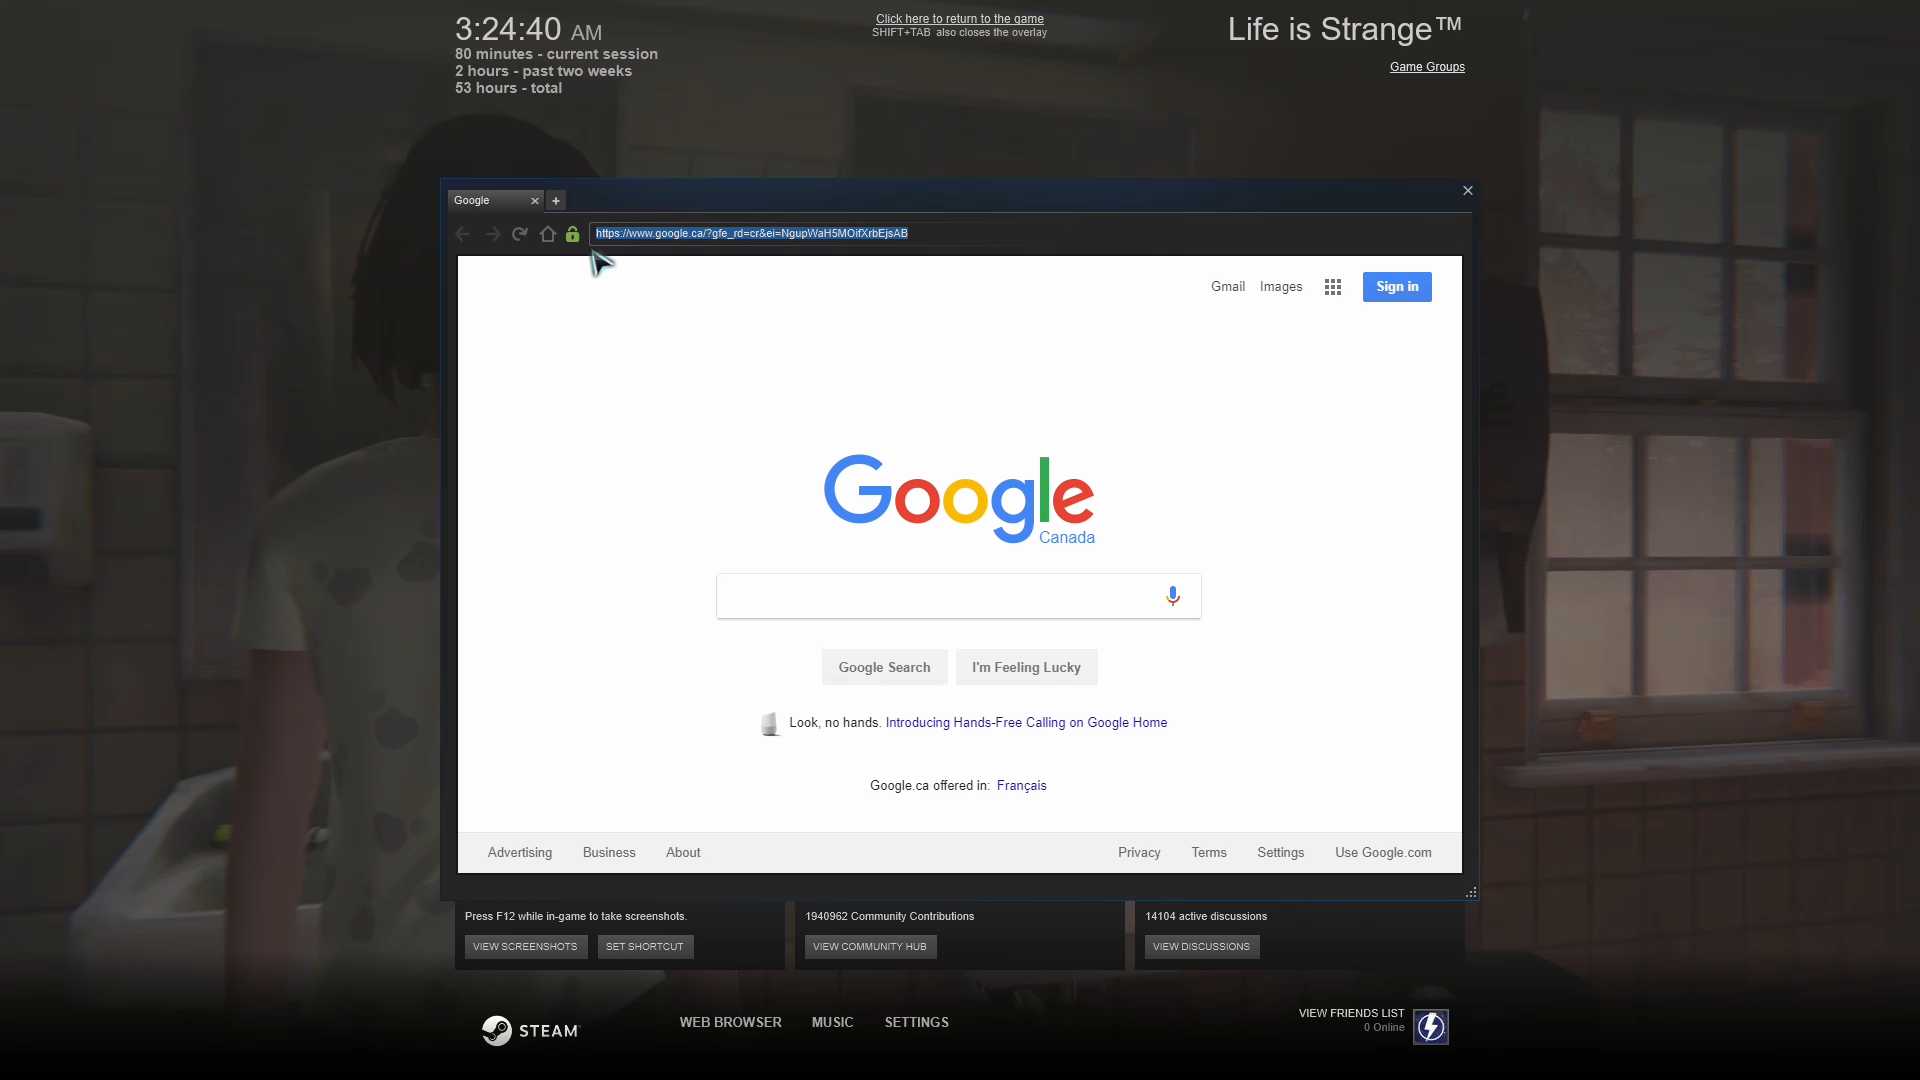 3:24:40 AM
80 minutes - current session
2 hours - past two weeks
53 hours - total
Click here to return to the game
SHIFT+TAB also closes the overlay
Life is Strange™
Game Groups
Google
https://www.google.ca/?gfe_rd=cr&ei=NgupWaH5MOifXrbEjsAB
Gmail Images Sign in
Google
Canada
Google Search I'm Feeling Lucky
Look, no hands. Introducing Hands-Free Calling on Google Home
Google.ca offered in: Français
Advertising Business About Privacy Terms Settings Use Google.com
Press F12 while in-game to take screenshots.
VIEW SCREENSHOTS SET SHORTCUT
1940962 Community Contributions
VIEW COMMUNITY HUB
14104 active discussions
VIEW DISCUSSIONS
STEAM
WEB BROWSER MUSIC SETTINGS
VIEW FRIENDS LIST
0 Online